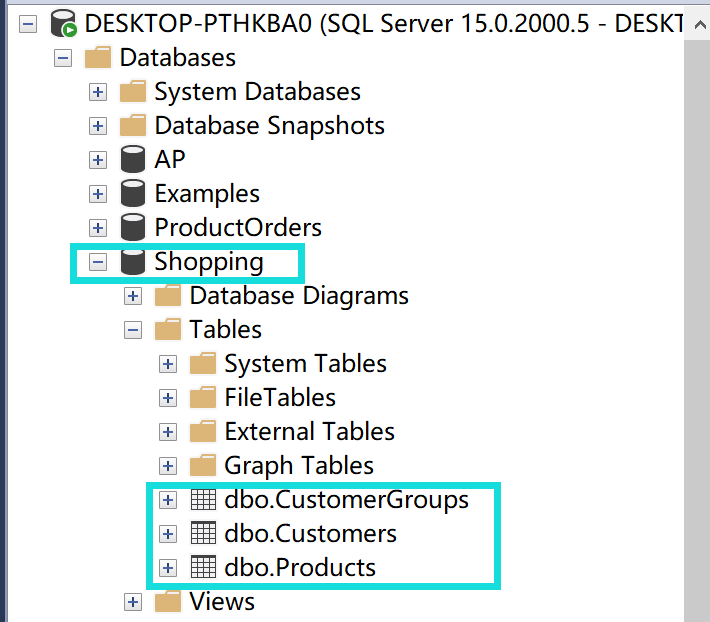 DESKTOP-PTHKBA0 (SQL Server 15.0.2000.5 - DESKT
Databases
System Databases
Database Snapshots
AP
Examples
ProductOrders
Shopping
Database Diagrams
Tables
System Tables
FileTables
External Tables
Graph Tables
dbo.CustomerGroups
dbo.Customers
dbo.Products
Views